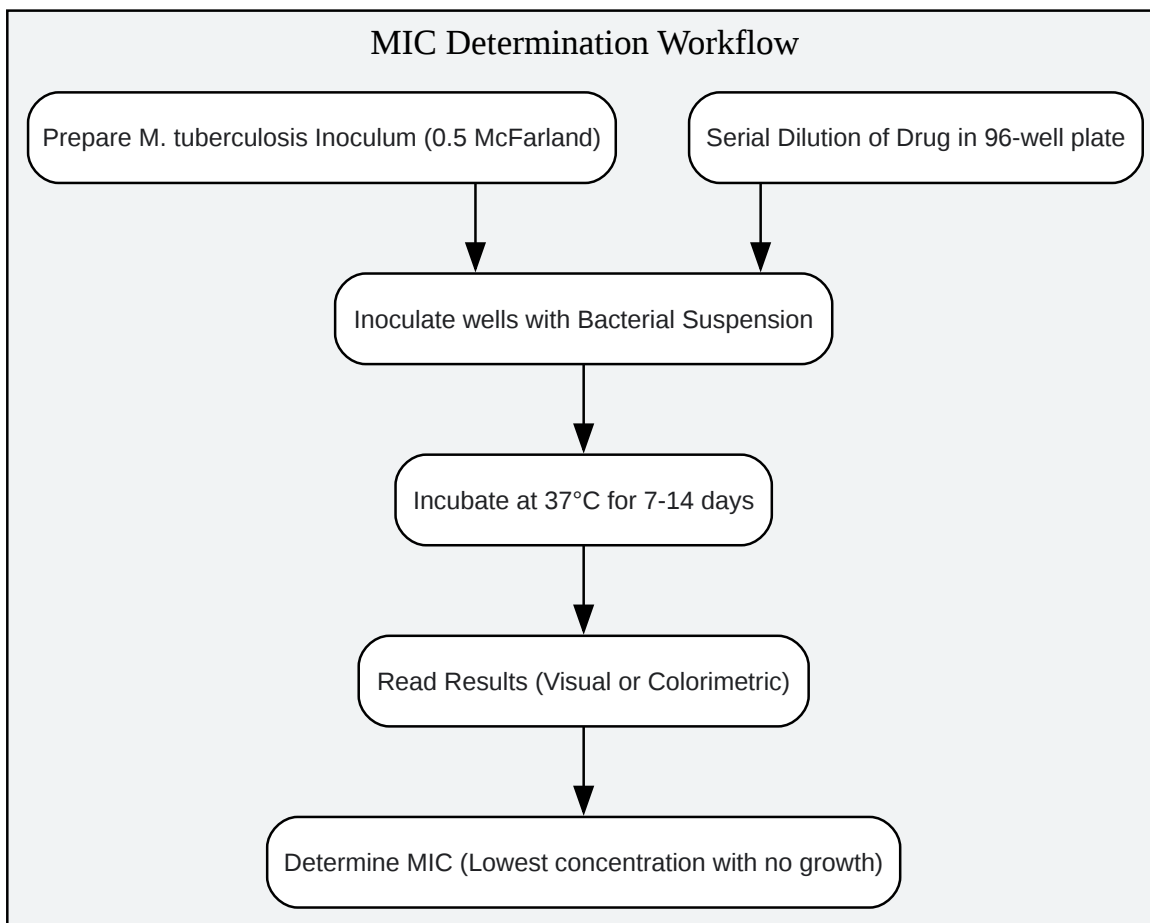 MIC Determination Workflow
Prepare M. tuberculosis Inoculum (0.5 McFarland)
Serial Dilution of Drug in 96-well plate
Inoculate wells with Bacterial Suspension
Incubate at 37°C for 7-14 days
Read Results (Visual or Colorimetric)
Determine MIC (Lowest concentration with no growth)